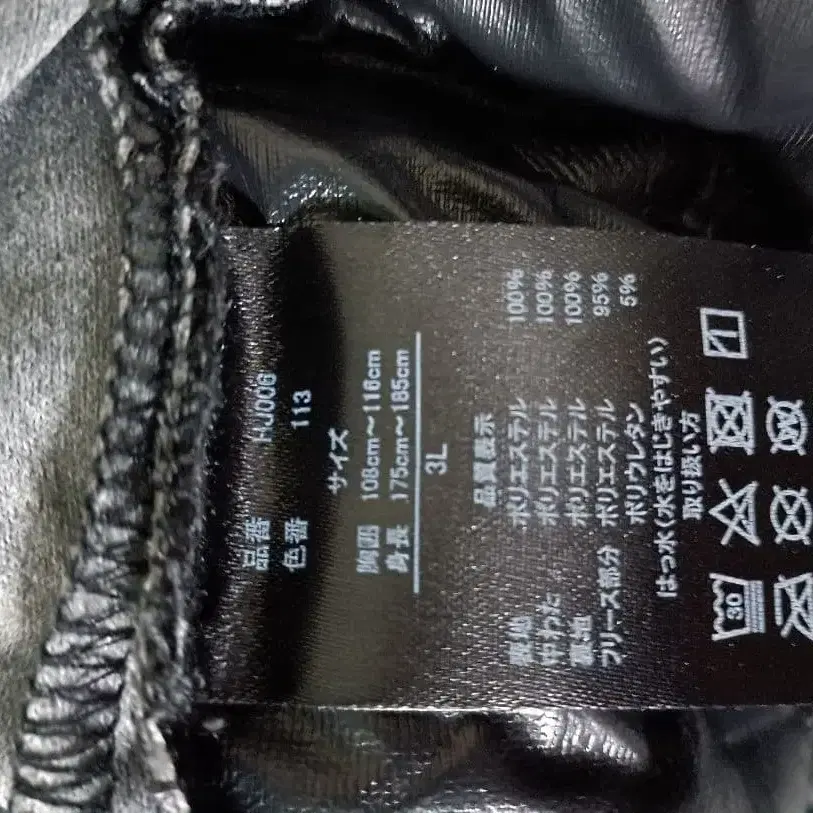 品番 HJ006
色番 113
サイズ
胸囲 108cm～116cm
身長 175cm～185cm
3L
品質表示
表地 ポリエステル 100%
中わた ポリエステル 100%
裏地 ポリエステル 100%
フリース部分 ポリエステル 95%
ポリウレタン 5%
はっ水(水をはじきやすい)
取り扱い方
30
W